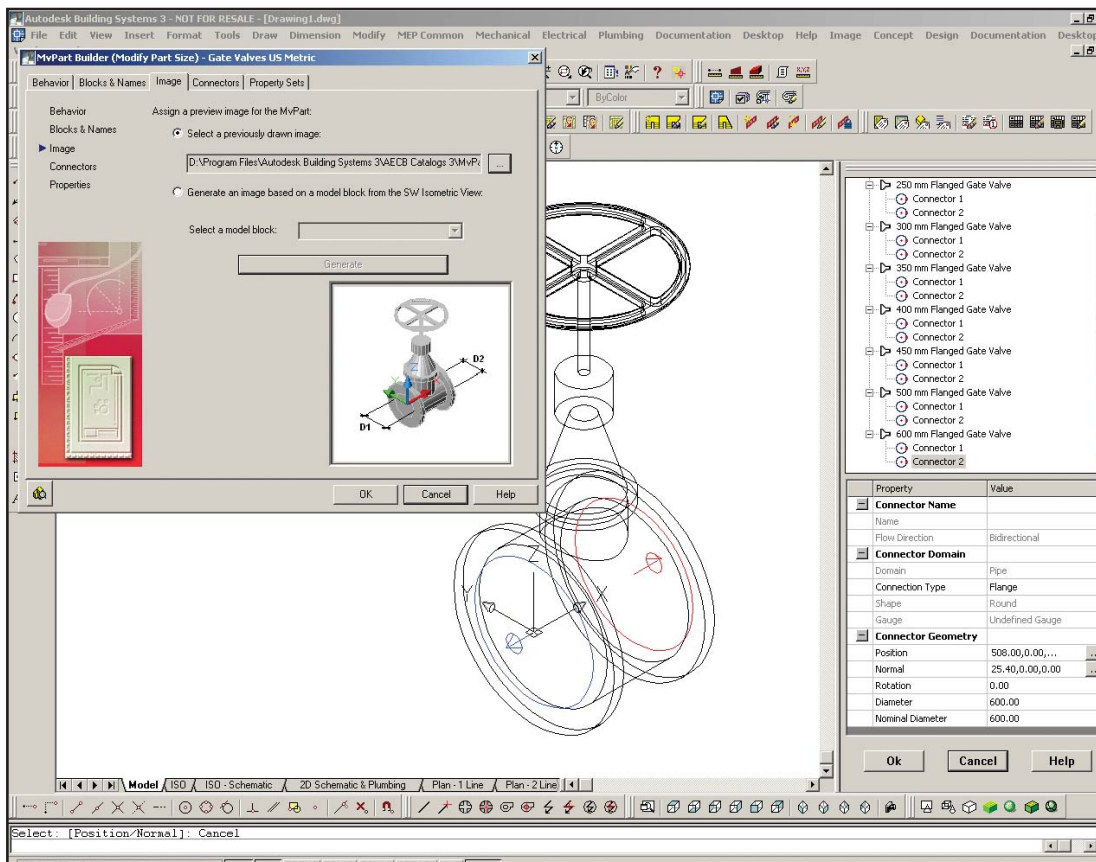 Autodesk Building Systems 3 - NOT FOR RESALE - [Drawing1.dwg]
File Edit View Insert Format Tools Draw Dimension Modify MEP Common Mechanical Electrical Plumbing Documentation Desktop Help Image Concept Design Documentation Desktop
MvPart Builder (Modify Part Size) - Gate Valves US Metric
Behavior Blocks & Names Image Connectors Property Sets
Behavior
Blocks & Names
Image
Connectors
Properties
Assign a preview image for the MvPart:
Select a previously drawn image:
D:\Program Files\Autodesk Building Systems 3\AECB Catalogs 3\MvPa
...
Generate an image based on a model block from the SW Isometric View:
Select a model block:
Generate
D2
Z
D1
OK Cancel Help
ByColor
Z
Y
X
250 mm Flanged Gate Valve
Connector 1
Connector 2
300 mm Flanged Gate Valve
Connector 1
Connector 2
350 mm Flanged Gate Valve
Connector 1
Connector 2
400 mm Flanged Gate Valve
Connector 1
Connector 2
450 mm Flanged Gate Valve
Connector 1
Connector 2
500 mm Flanged Gate Valve
Connector 1
Connector 2
600 mm Flanged Gate Valve
Connector 1
Connector 2
Property Value
Connector Name
Name
Flow Direction Bidirectional
Connector Domain
Domain Pipe
Connection Type Flange
Shape Round
Gauge Undefined Gauge
Connector Geometry
Position 508.00,0.00,... ...
Normal 25.40,0.00,0.00 ...
Rotation 0.00
Diameter 600.00
Nominal Diameter 600.00
Ok Cancel Help
Model ISO ISO - Schematic 2D Schematic & Plumbing Plan - 1 Line Plan - 2 Line
Select: [Position/Normal]: Cancel